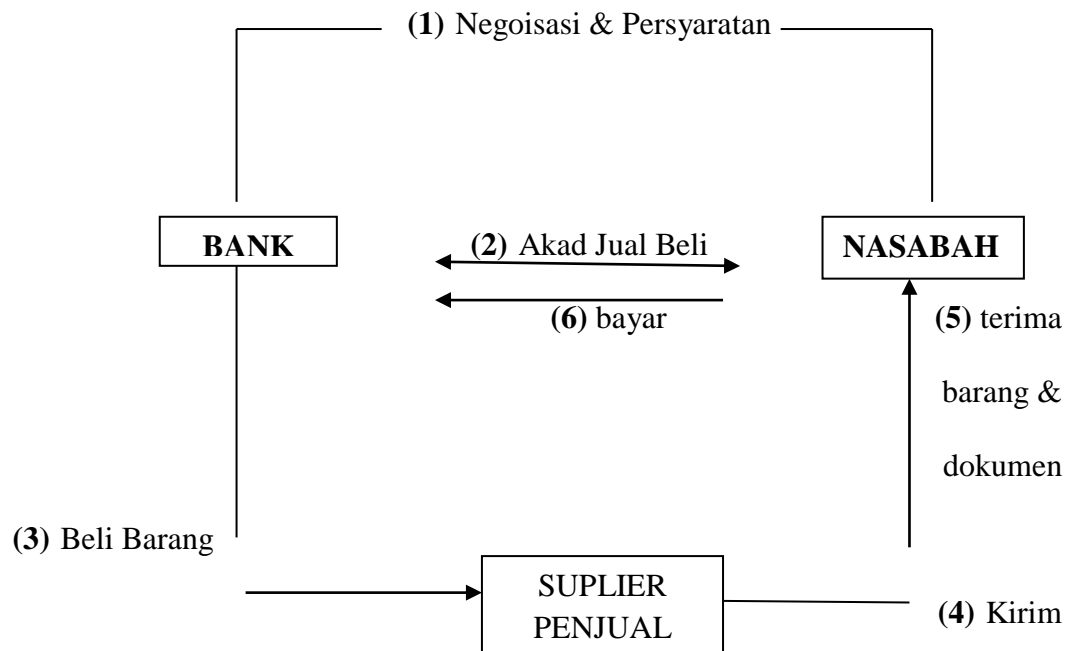 (1) Negoisasi & Persyaratan
BANK
(2) Akad Jual Beli
NASABAH
(6) bayar
(5) terima
barang &
dokumen
(3) Beli Barang
SUPLIER
PENJUAL
(4) Kirim